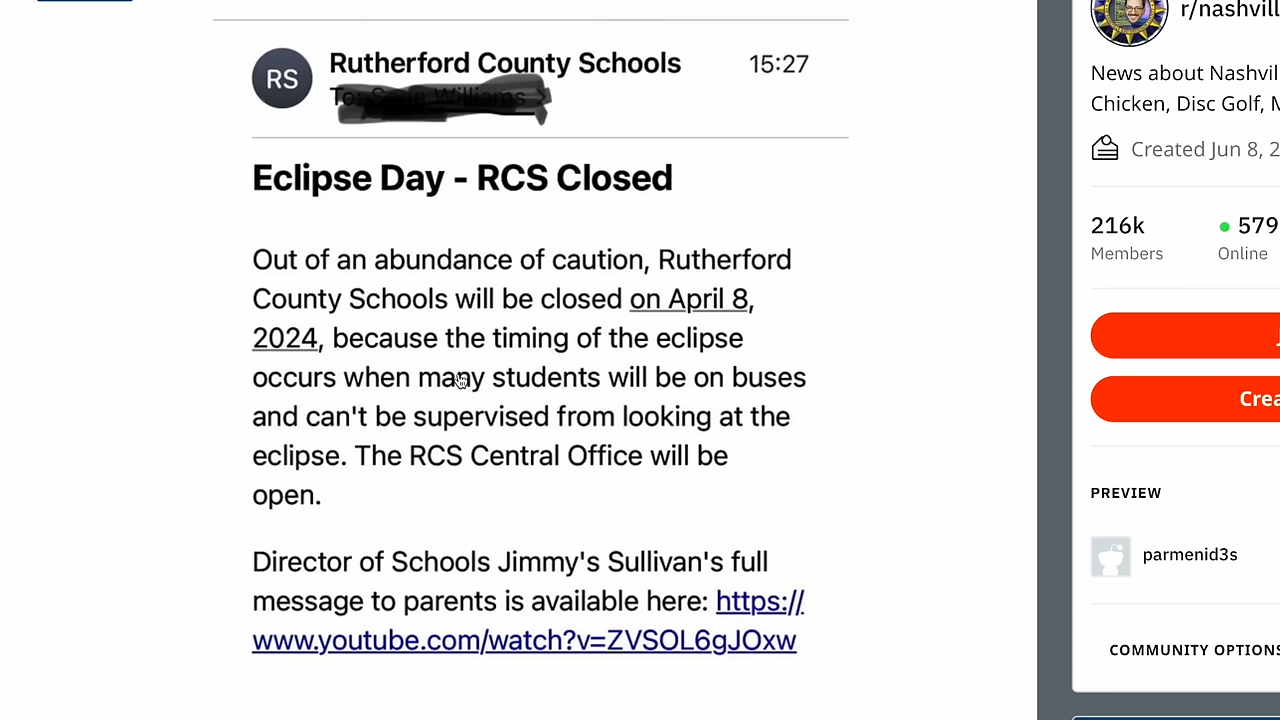 RS
Rutherford County Schools
15:27
To:
Eclipse Day - RCS Closed
Out of an abundance of caution, Rutherford
County Schools will be closed on April 8,
2024, because the timing of the eclipse
occurs when many students will be on buses
and can't be supervised from looking at the
eclipse. The RCS Central Office will be
open.
Director of Schools Jimmy's Sullivan's full
message to parents is available here: https://
www.youtube.com/watch?v=ZVSOL6gJOxw
r/nashvill
News about Nashvil
Chicken, Disc Golf, M
Created Jun 8, 2
216k
579
Members
Online
Crea
PREVIEW
parmenid3s
COMMUNITY OPTIONS